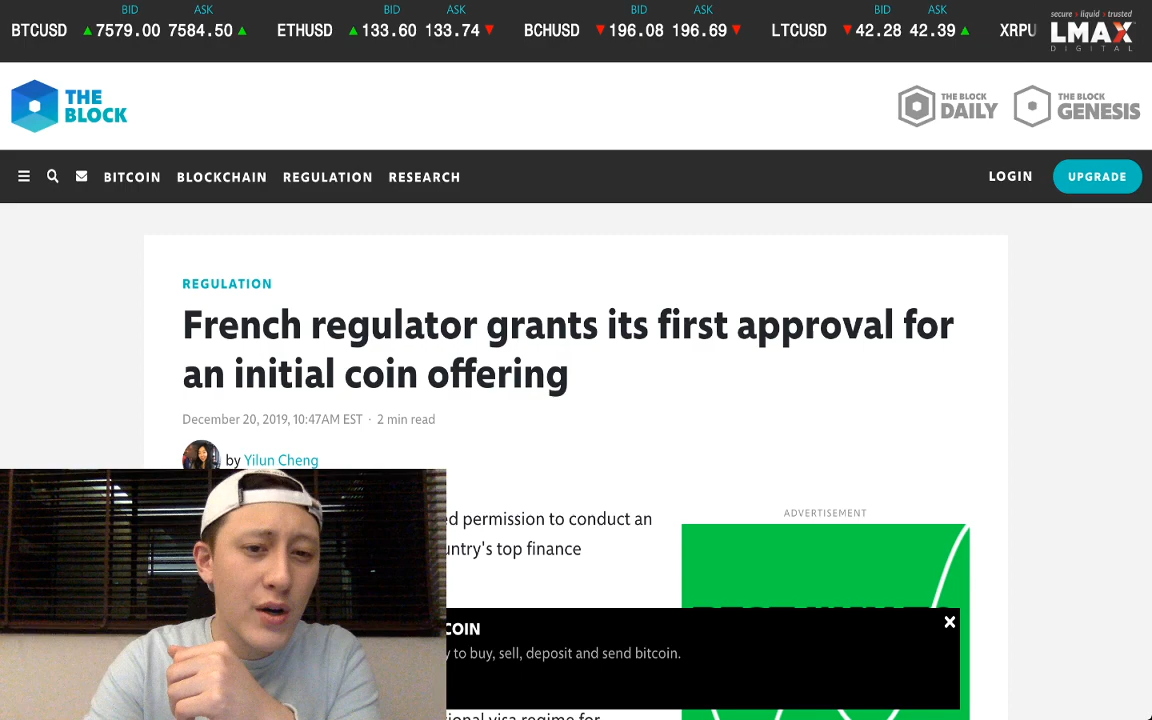 BID ASK BID ASK BID ASK BID ASK
BTCUSD 7579.00 7584.50 ETHUSD 133.60 133.74 BCHUSD 196.08 196.69 LTCUSD 42.28 42.39 XRPU
secure liquid trusted
LMAX
DIGITAL
THE
BLOCK
THE BLOCK
DAILY
THE BLOCK
GENESIS
BITCOIN BLOCKCHAIN REGULATION RESEARCH LOGIN UPGRADE
REGULATION
French regulator grants its first approval for
an initial coin offering
December 20, 2019, 10:47AM EST · 2 min read
by Yilun Cheng
ed permission to conduct an
untry's top finance
ADVERTISEMENT
COIN
y to buy, sell, deposit and send bitcoin.
ional visa regime for